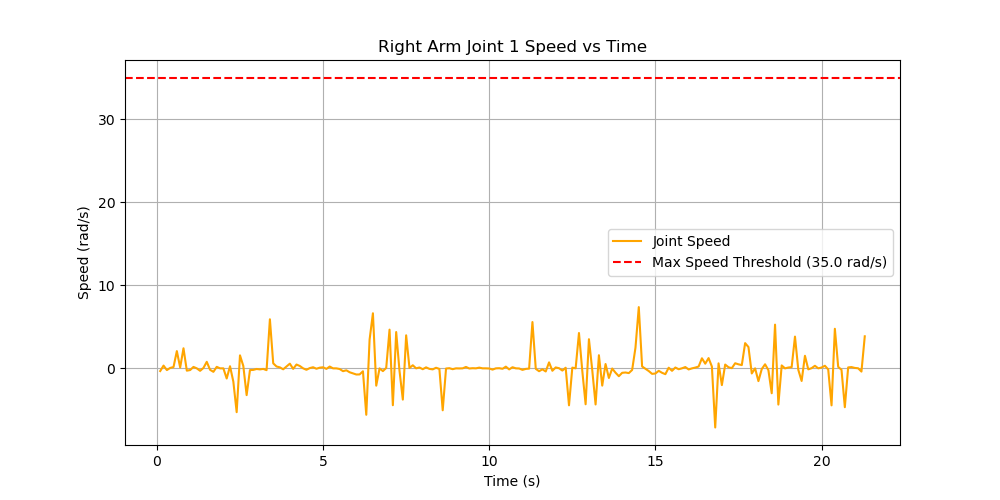 Right Arm Joint 1 Speed vs Time
Speed (rad/s)
30
20
10
0
Joint Speed
Max Speed Threshold (35.0 rad/s)
0 5 10 15 20
Time (s)